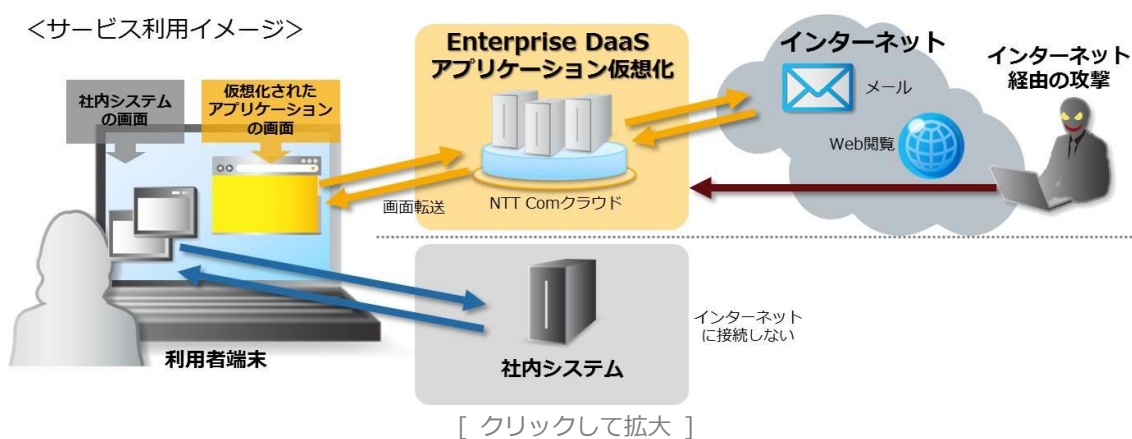 <サービス利用イメージ>
社内システム
の画面
仮想化された
アプリケーション
の画面
Enterprise DaaS
アプリケーション仮想化
インターネット
メール
Web閲覧
インターネット
経由の攻撃
画面転送
NTT Comクラウド
利用者端末
社内システム
インターネット
に接続しない
[ クリックして拡大 ]